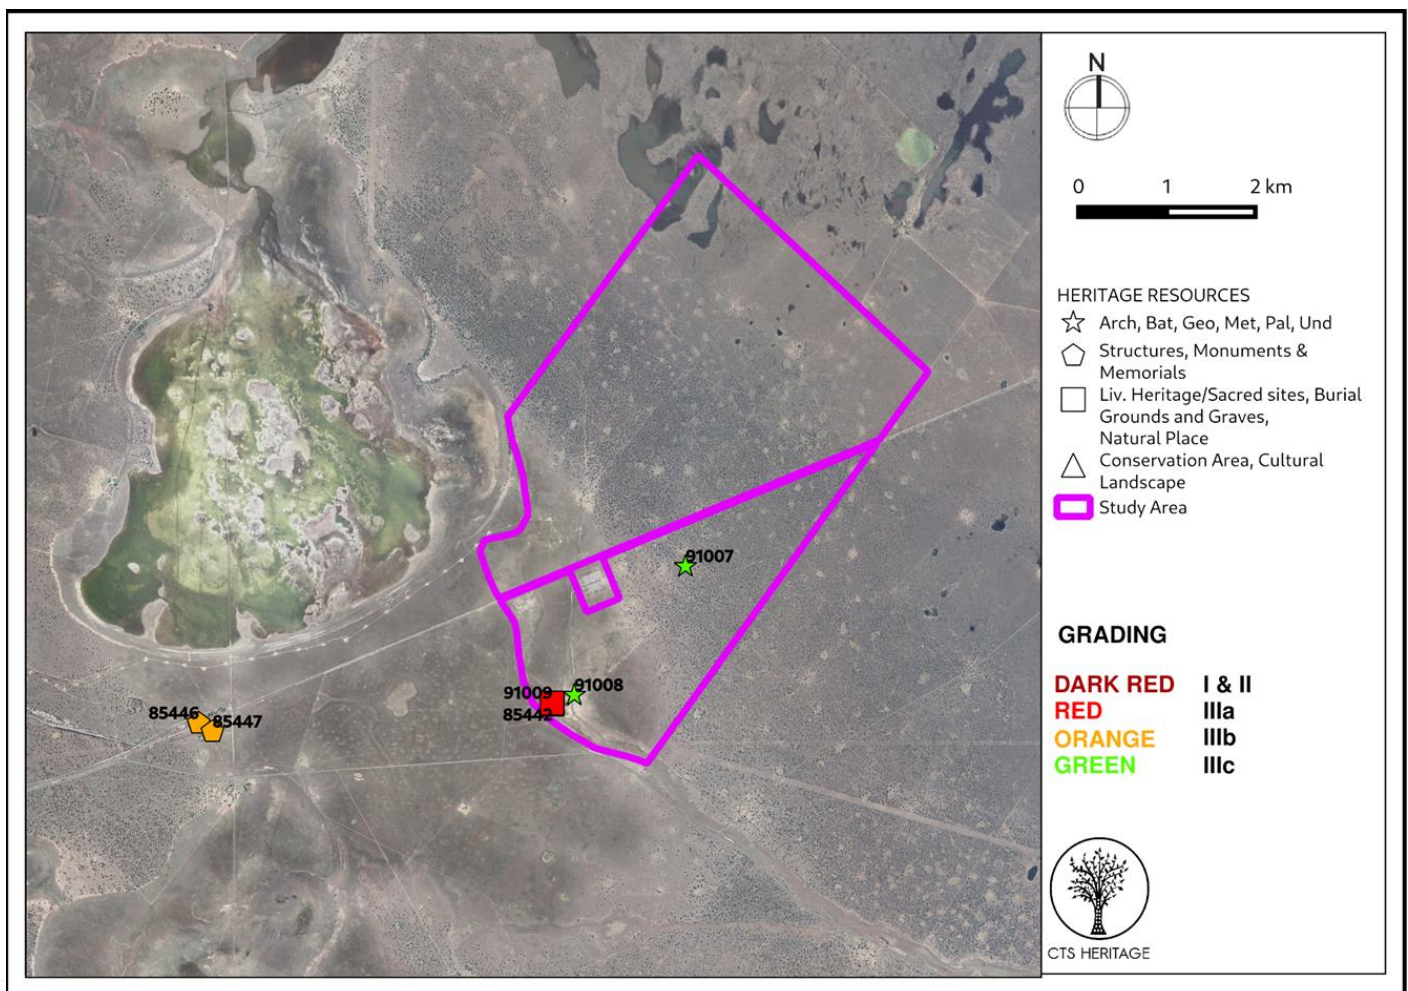 N
0 1 2 km
HERITAGE RESOURCES
Arch, Bat, Geo, Met, Pal, Und
Structures, Monuments &
Memorials
Liv. Heritage/Sacred sites, Burial
Grounds and Graves,
Natural Place
Conservation Area, Cultural
Landscape
Study Area
91007
91008
91009
85442
85446
85447
GRADING
DARK RED I & II
RED IIIa
ORANGE IIIb
GREEN IIIc
CTS HERITAGE